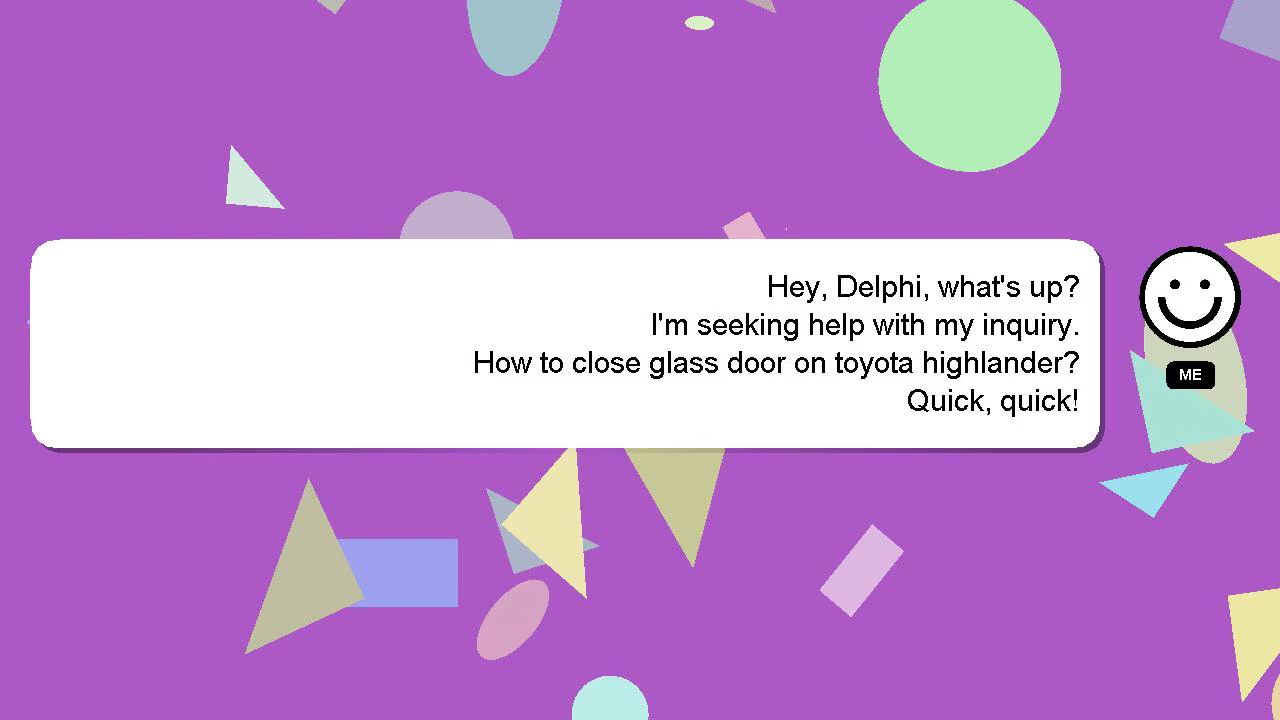 Hey, Delphi, what's up?
I'm seeking help with my inquiry.
How to close glass door on toyota highlander?
Quick, quick!
ME